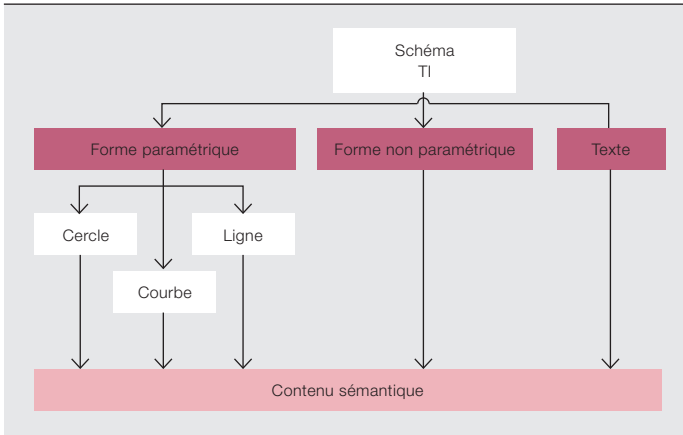 Schéma
TI
Forme paramétrique
Forme non paramétrique
Texte
Cercle
Ligne
Courbe
Contenu sémantique